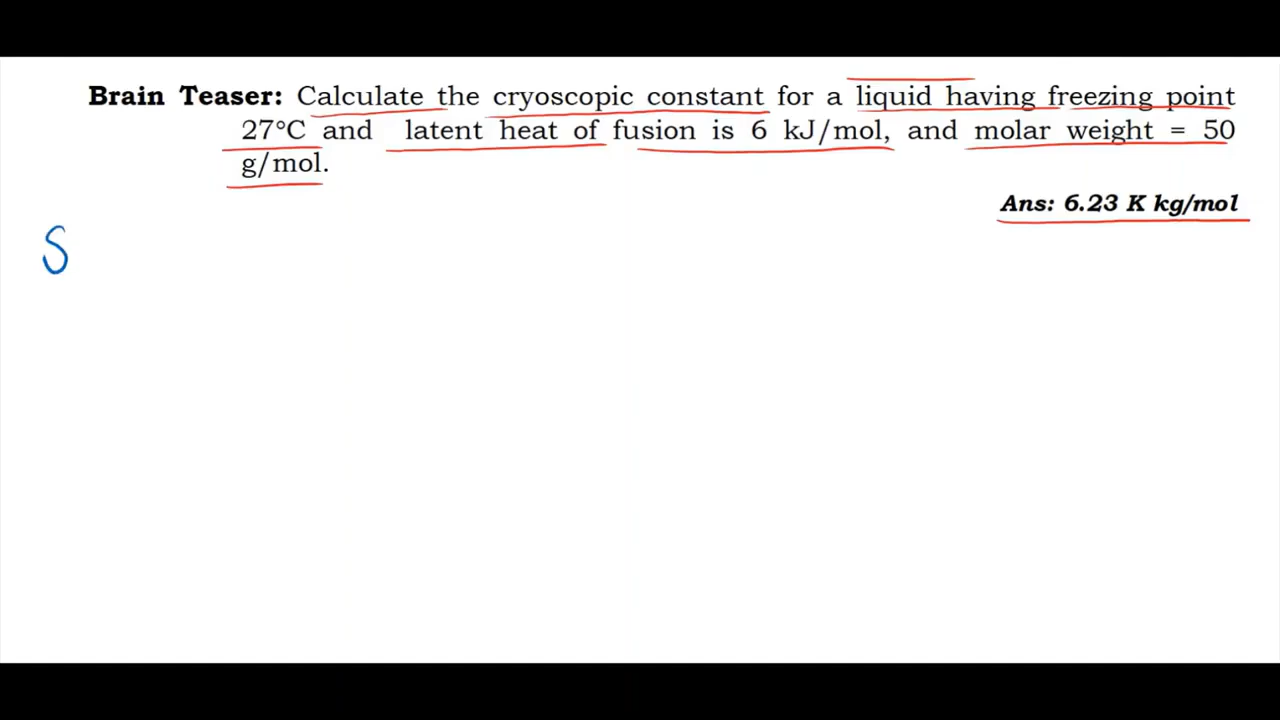 Brain Teaser: Calculate the cryoscopic constant for a liquid having freezing point
27°C and latent heat of fusion is 6 kJ/mol, and molar weight = 50
g/mol.
Ans: 6.23 K kg/mol
S